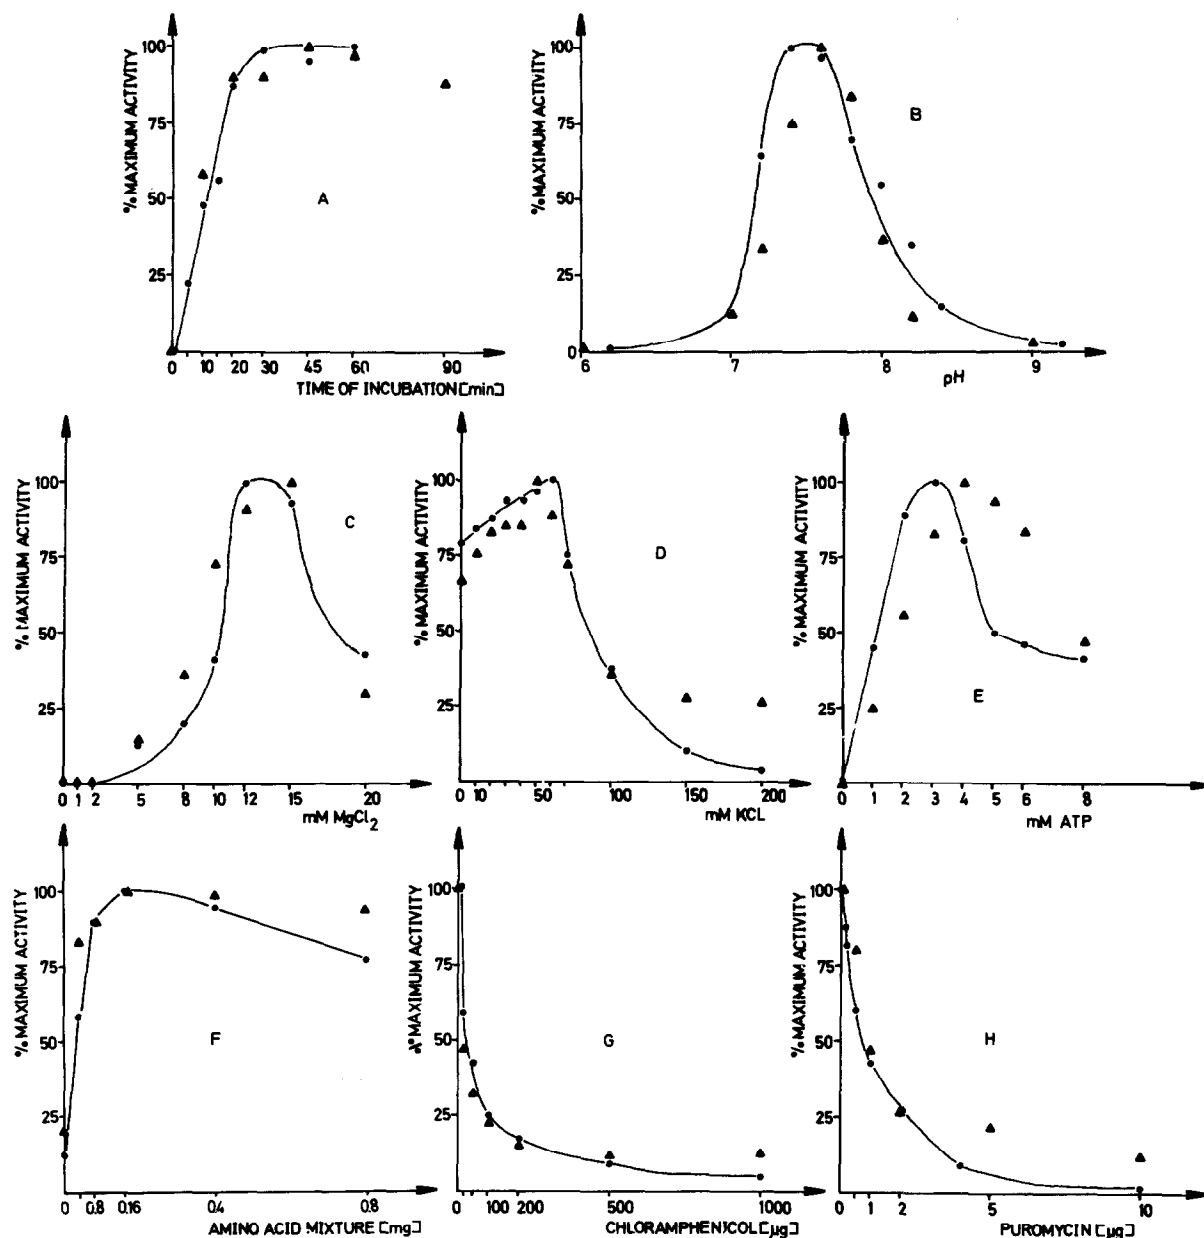 % MAXIMUM ACTIVITY
100
75
50
25
0
A
0 10 20 30 45 60 90
TIME OF INCUBATION [min]
% MAXIMUM ACTIVITY
100
75
50
25
0
B
6 7 8 9
pH
% MAXIMUM ACTIVITY
100
75
50
25
C
0 1 2 5 8 10 12 15 20
mM MgCl2
% MAXIMUM ACTIVITY
100
75
50
25
D
0 10 50 100 150 200
mM KCL
% MAXIMUM ACTIVITY
100
75
50
25
E
0 1 2 3 4 5 6 8
mM ATP
% MAXIMUM ACTIVITY
100
75
50
25
F
0 0.8 0.16 0.4 0.8
AMINO ACID MIXTURE [mg]
% MAXIMUM ACTIVITY
100
75
50
25
G
0 100 200 500 1000
CHLORAMPHENICOL [µg]
% MAXIMUM ACTIVITY
100
75
50
25
H
0 1 2 5 10
PUROMYCIN [µg]